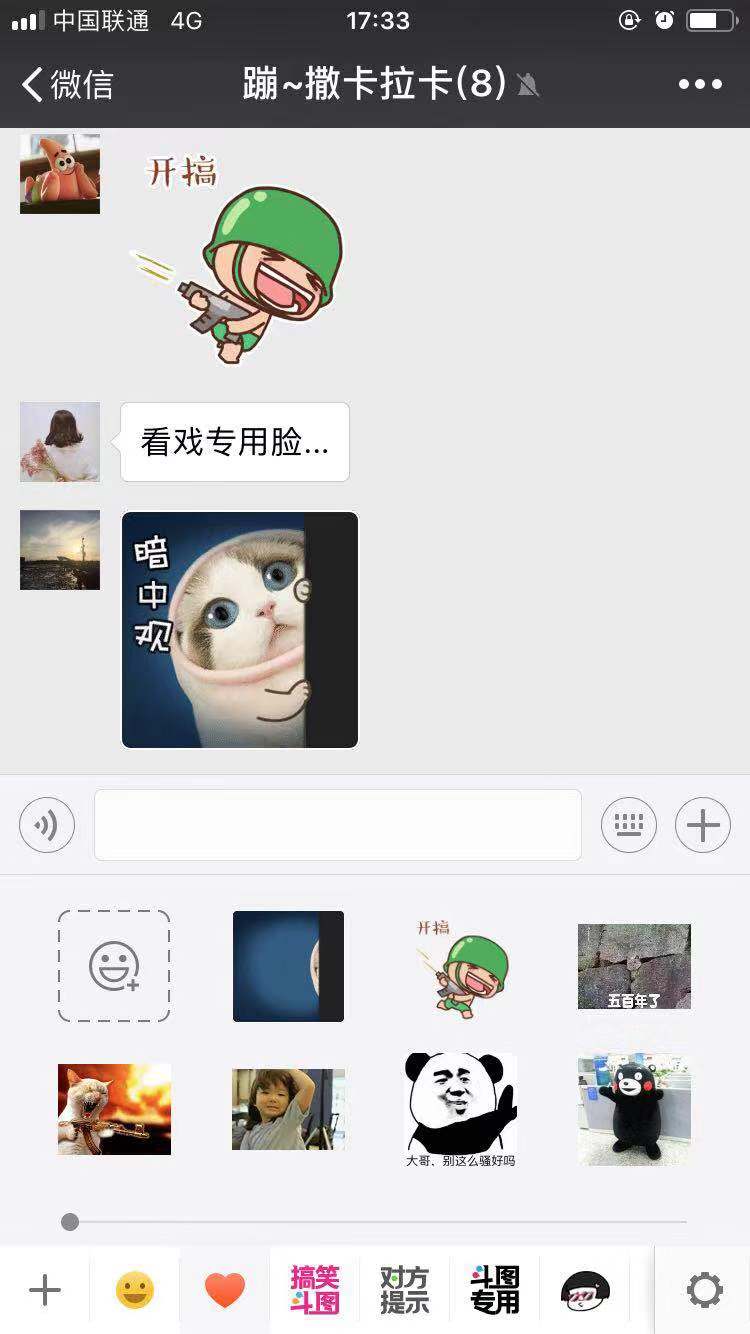 中国联通 4G 17:33
微信 蹦~撒卡拉卡(8)
开搞
看戏专用脸...
暗
中
观
开搞
五百年了
大哥，别这么骚好吗
搞笑
斗图
对方
提示
斗图
专用